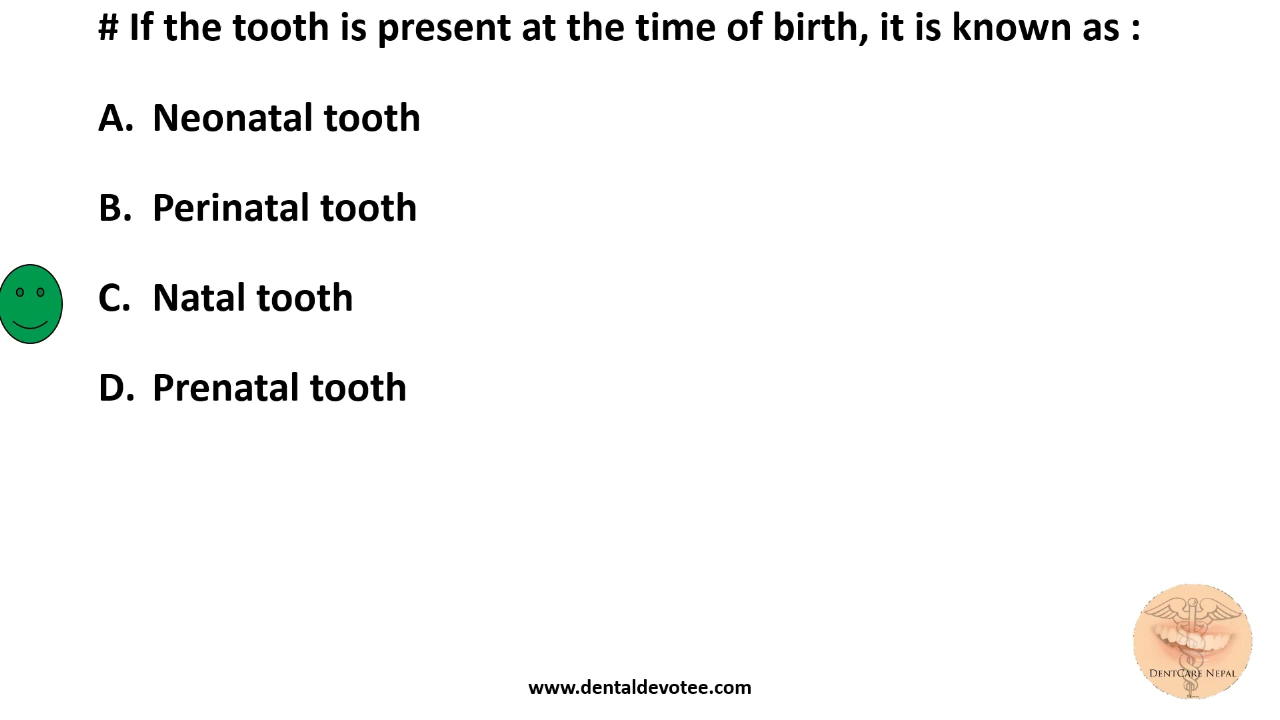 # If the tooth is present at the time of birth, it is known as :
A. Neonatal tooth
B. Perinatal tooth
C. Natal tooth
D. Prenatal tooth
DENTCARE NEPAL
www.dentaldevotee.com